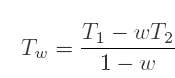 T_w = \frac{T_1 - wT_2}{1 - w}